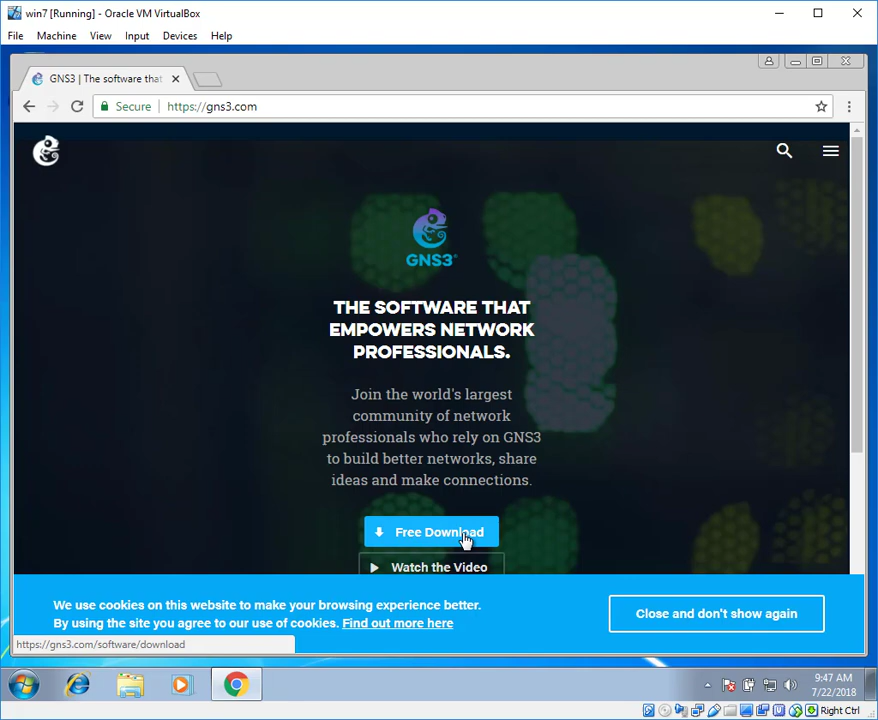 win7 [Running] - Oracle VM VirtualBox
File Machine View Input Devices Help
GNS3 | The software that
Secure | https://gns3.com
GNS3®
THE SOFTWARE THAT
EMPOWERS NETWORK
PROFESSIONALS.
Join the world's largest
community of network
professionals who rely on GNS3
to build better networks, share
ideas and make connections.
Free Download
Watch the Video
We use cookies on this website to make your browsing experience better.
By using the site you agree to our use of cookies. Find out more here
Close and don't show again
https://gns3.com/software/download
9:47 AM
7/22/2018
Right Ctrl